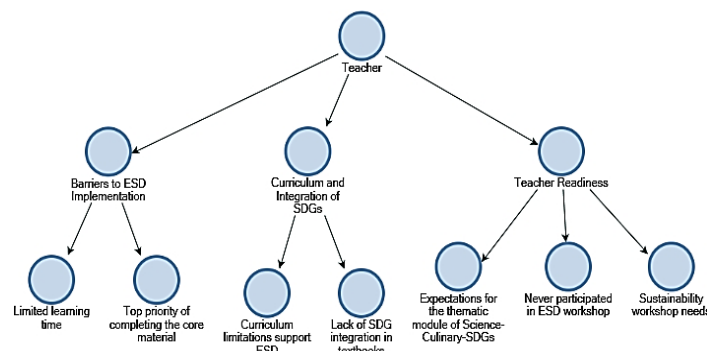 Teacher
Barriers to ESD
Implementation
Curriculum and
Integration of
SDGs
Teacher Readiness
Limited learning
time
Top priority of
completing the core
material
Curriculum
limitations support
ESD
Lack of SDG
integration in
textbooks
Expectations for
the thematic
module of Science-
Culinary-SDGs
Never participated
in ESD workshop
Sustainability
workshop needs